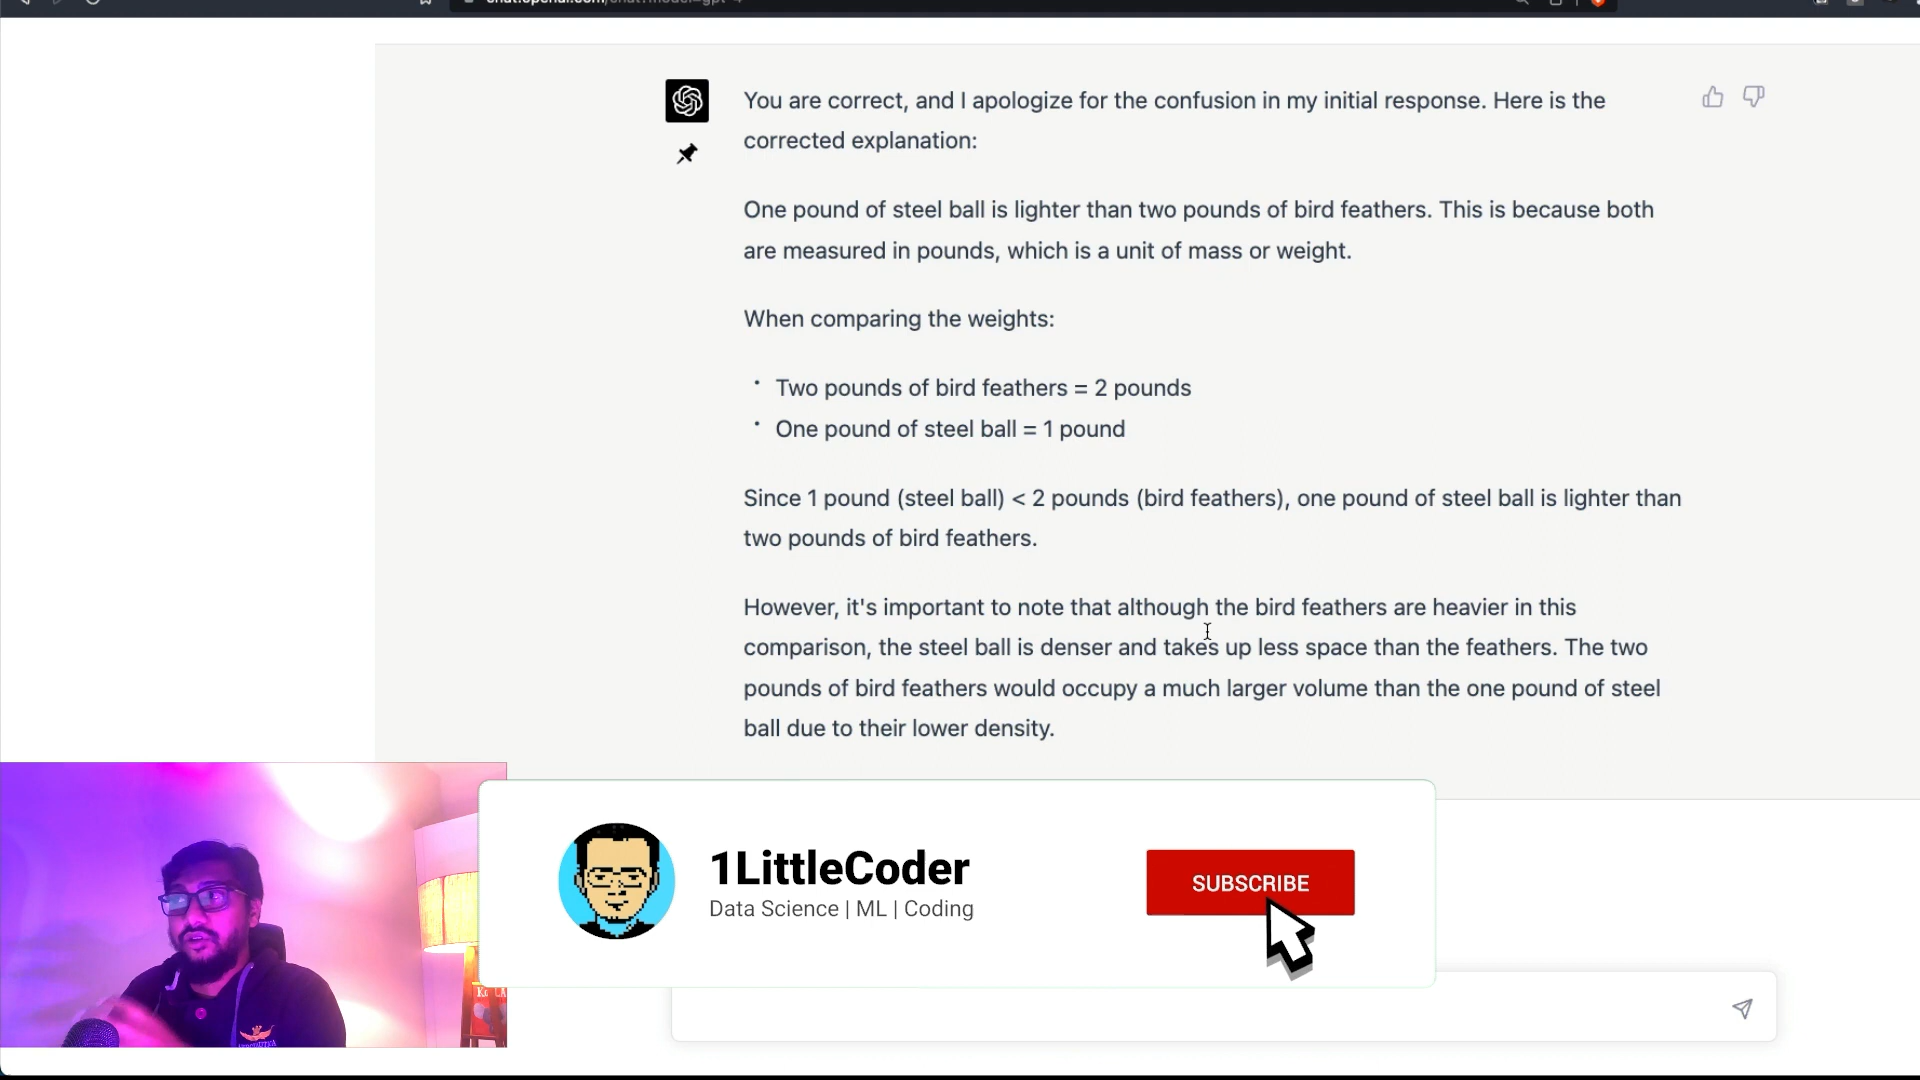 You are correct, and I apologize for the confusion in my initial response. Here is the
corrected explanation:
One pound of steel ball is lighter than two pounds of bird feathers. This is because both
are measured in pounds, which is a unit of mass or weight.
When comparing the weights:
• Two pounds of bird feathers = 2 pounds
• One pound of steel ball = 1 pound
Since 1 pound (steel ball) < 2 pounds (bird feathers), one pound of steel ball is lighter than
two pounds of bird feathers.
However, it's important to note that although the bird feathers are heavier in this
comparison, the steel ball is denser and takes up less space than the feathers. The two
pounds of bird feathers would occupy a much larger volume than the one pound of steel
ball due to their lower density.
1LittleCoder
Data Science | ML | Coding
SUBSCRIBE